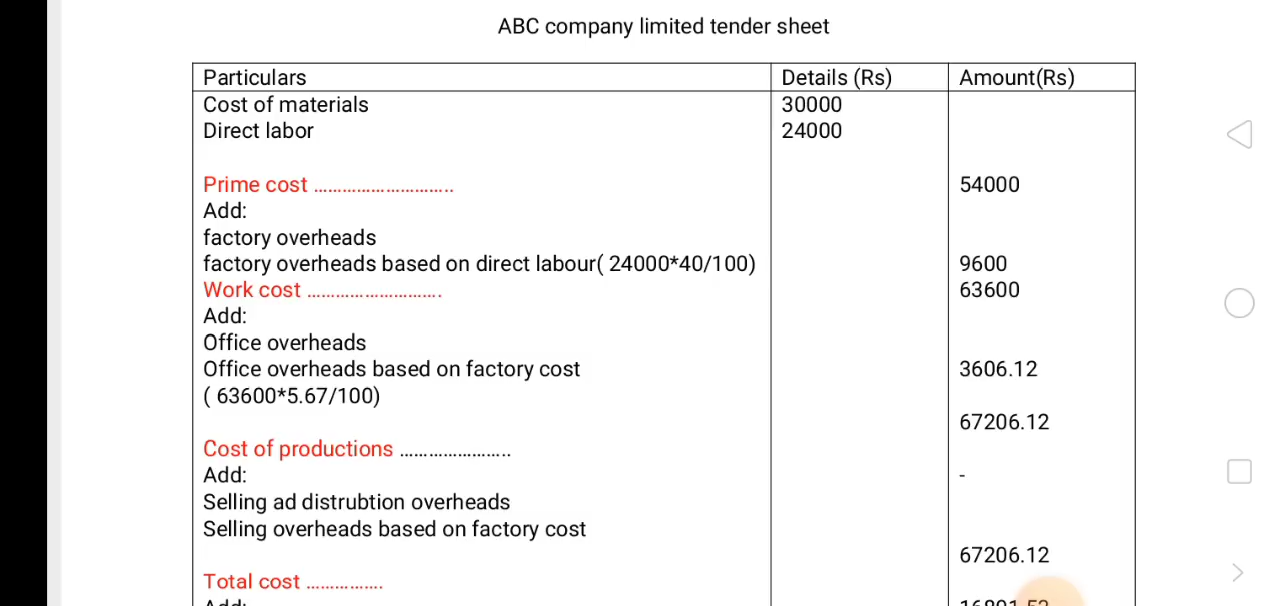 ABC company limited tender sheet
Particulars Details (Rs) Amount(Rs)
Cost of materials 30000
Direct labor 24000
Prime cost ............................ 54000
Add:
factory overheads
factory overheads based on direct labour( 24000*40/100) 9600
Work cost ........................... 63600
Add:
Office overheads
Office overheads based on factory cost 3606.12
( 63600*5.67/100)
67206.12
Cost of productions ......................
Add: -
Selling ad distrubtion overheads
Selling overheads based on factory cost
67206.12
Total cost ................
Add: